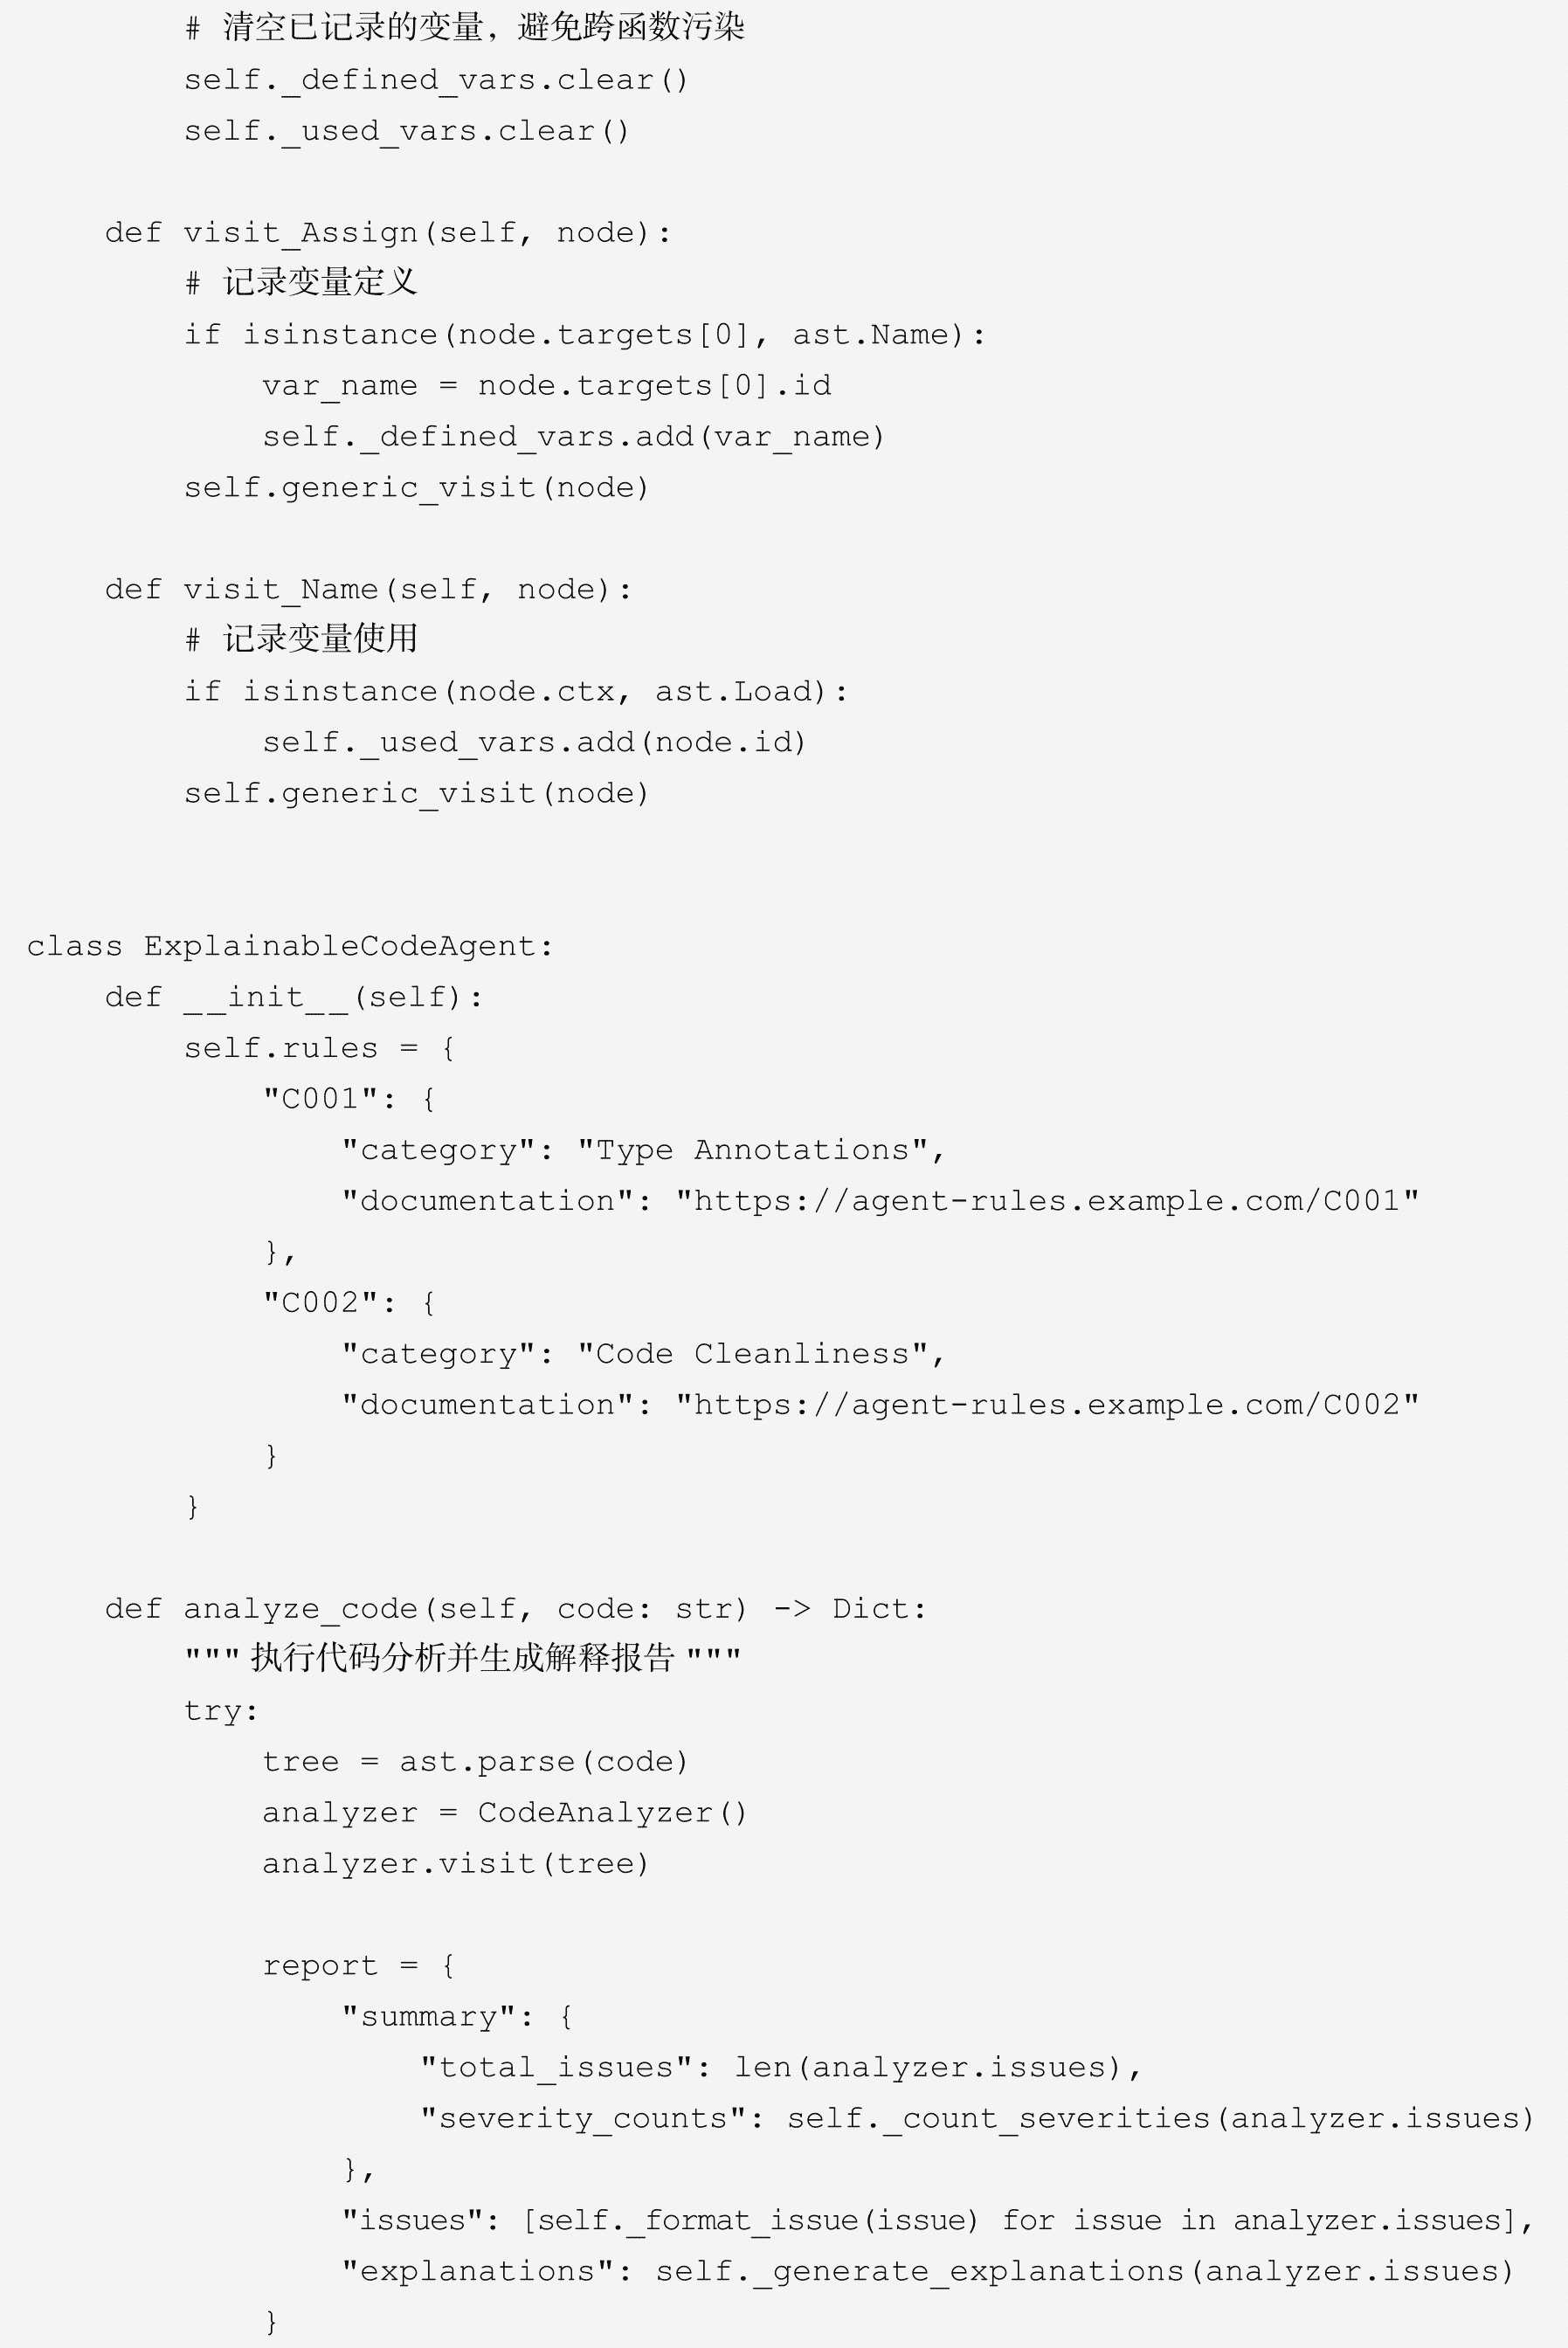 # 清空已记录的变量，避免跨函数污染
        self._defined_vars.clear()
        self._used_vars.clear()

    def visit_Assign(self, node):
        # 记录变量定义
        if isinstance(node.targets[0], ast.Name):
            var_name = node.targets[0].id
            self._defined_vars.add(var_name)
        self.generic_visit(node)

    def visit_Name(self, node):
        # 记录变量使用
        if isinstance(node.ctx, ast.Load):
            self._used_vars.add(node.id)
        self.generic_visit(node)


class ExplainableCodeAgent:
    def __init__(self):
        self.rules = {
            "C001": {
                "category": "Type Annotations",
                "documentation": "https://agent-rules.example.com/C001"
            },
            "C002": {
                "category": "Code Cleanliness",
                "documentation": "https://agent-rules.example.com/C002"
            }
        }

    def analyze_code(self, code: str) -> Dict:
        """ 执行代码分析并生成解释报告 """
        try:
            tree = ast.parse(code)
            analyzer = CodeAnalyzer()
            analyzer.visit(tree)

            report = {
                "summary": {
                    "total_issues": len(analyzer.issues),
                    "severity_counts": self._count_severities(analyzer.issues)
                },
                "issues": [self._format_issue(issue) for issue in analyzer.issues],
                "explanations": self._generate_explanations(analyzer.issues)
            }